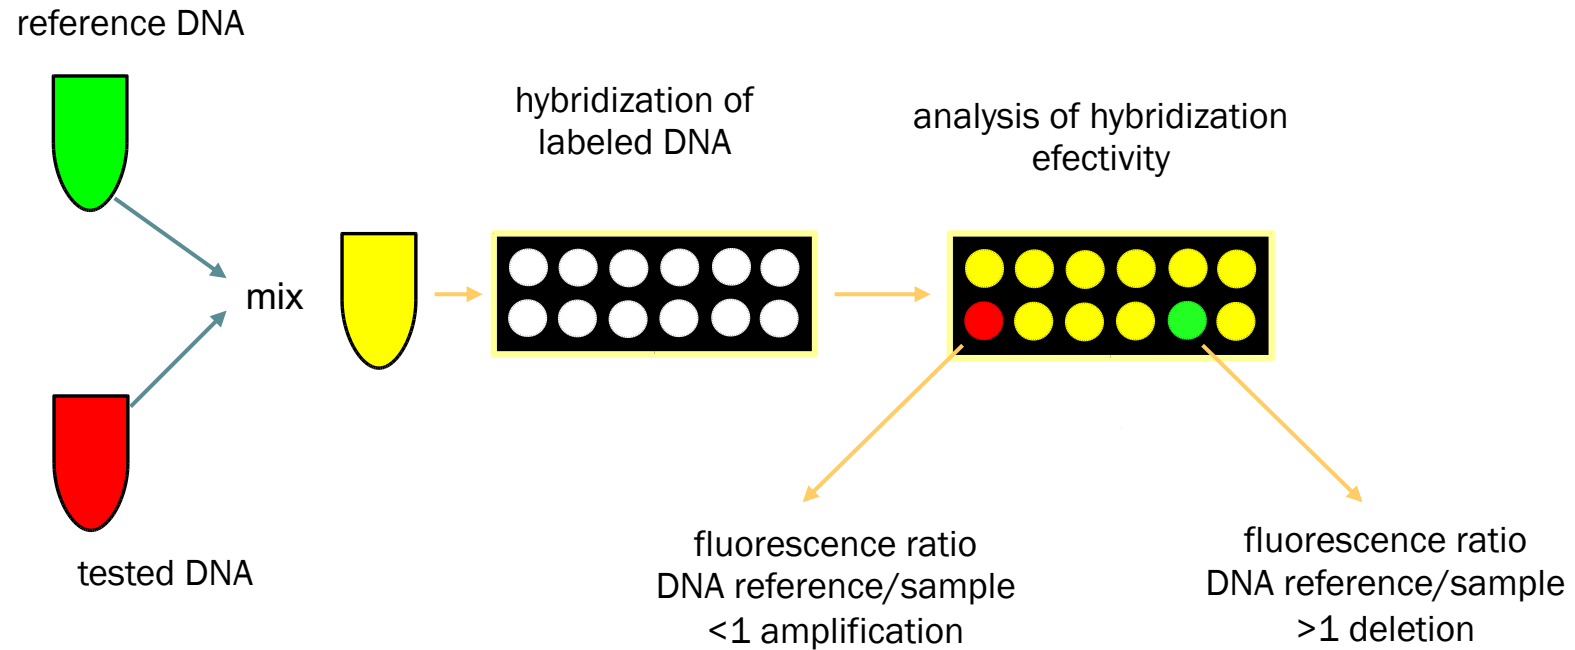 reference DNA
hybridization of
labeled DNA
analysis of hybridization
efectivity
mix
tested DNA
fluorescence ratio
DNA reference/sample
<1 amplification
fluorescence ratio
DNA reference/sample
>1 deletion